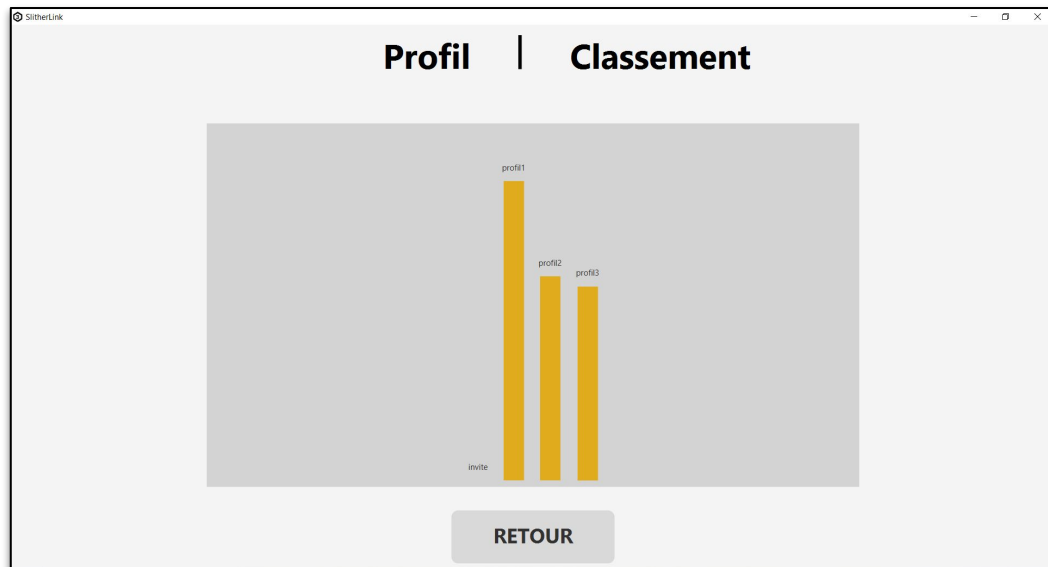 SlitherLink
Profil | Classement
profil1
profil2
profil3
invite
RETOUR